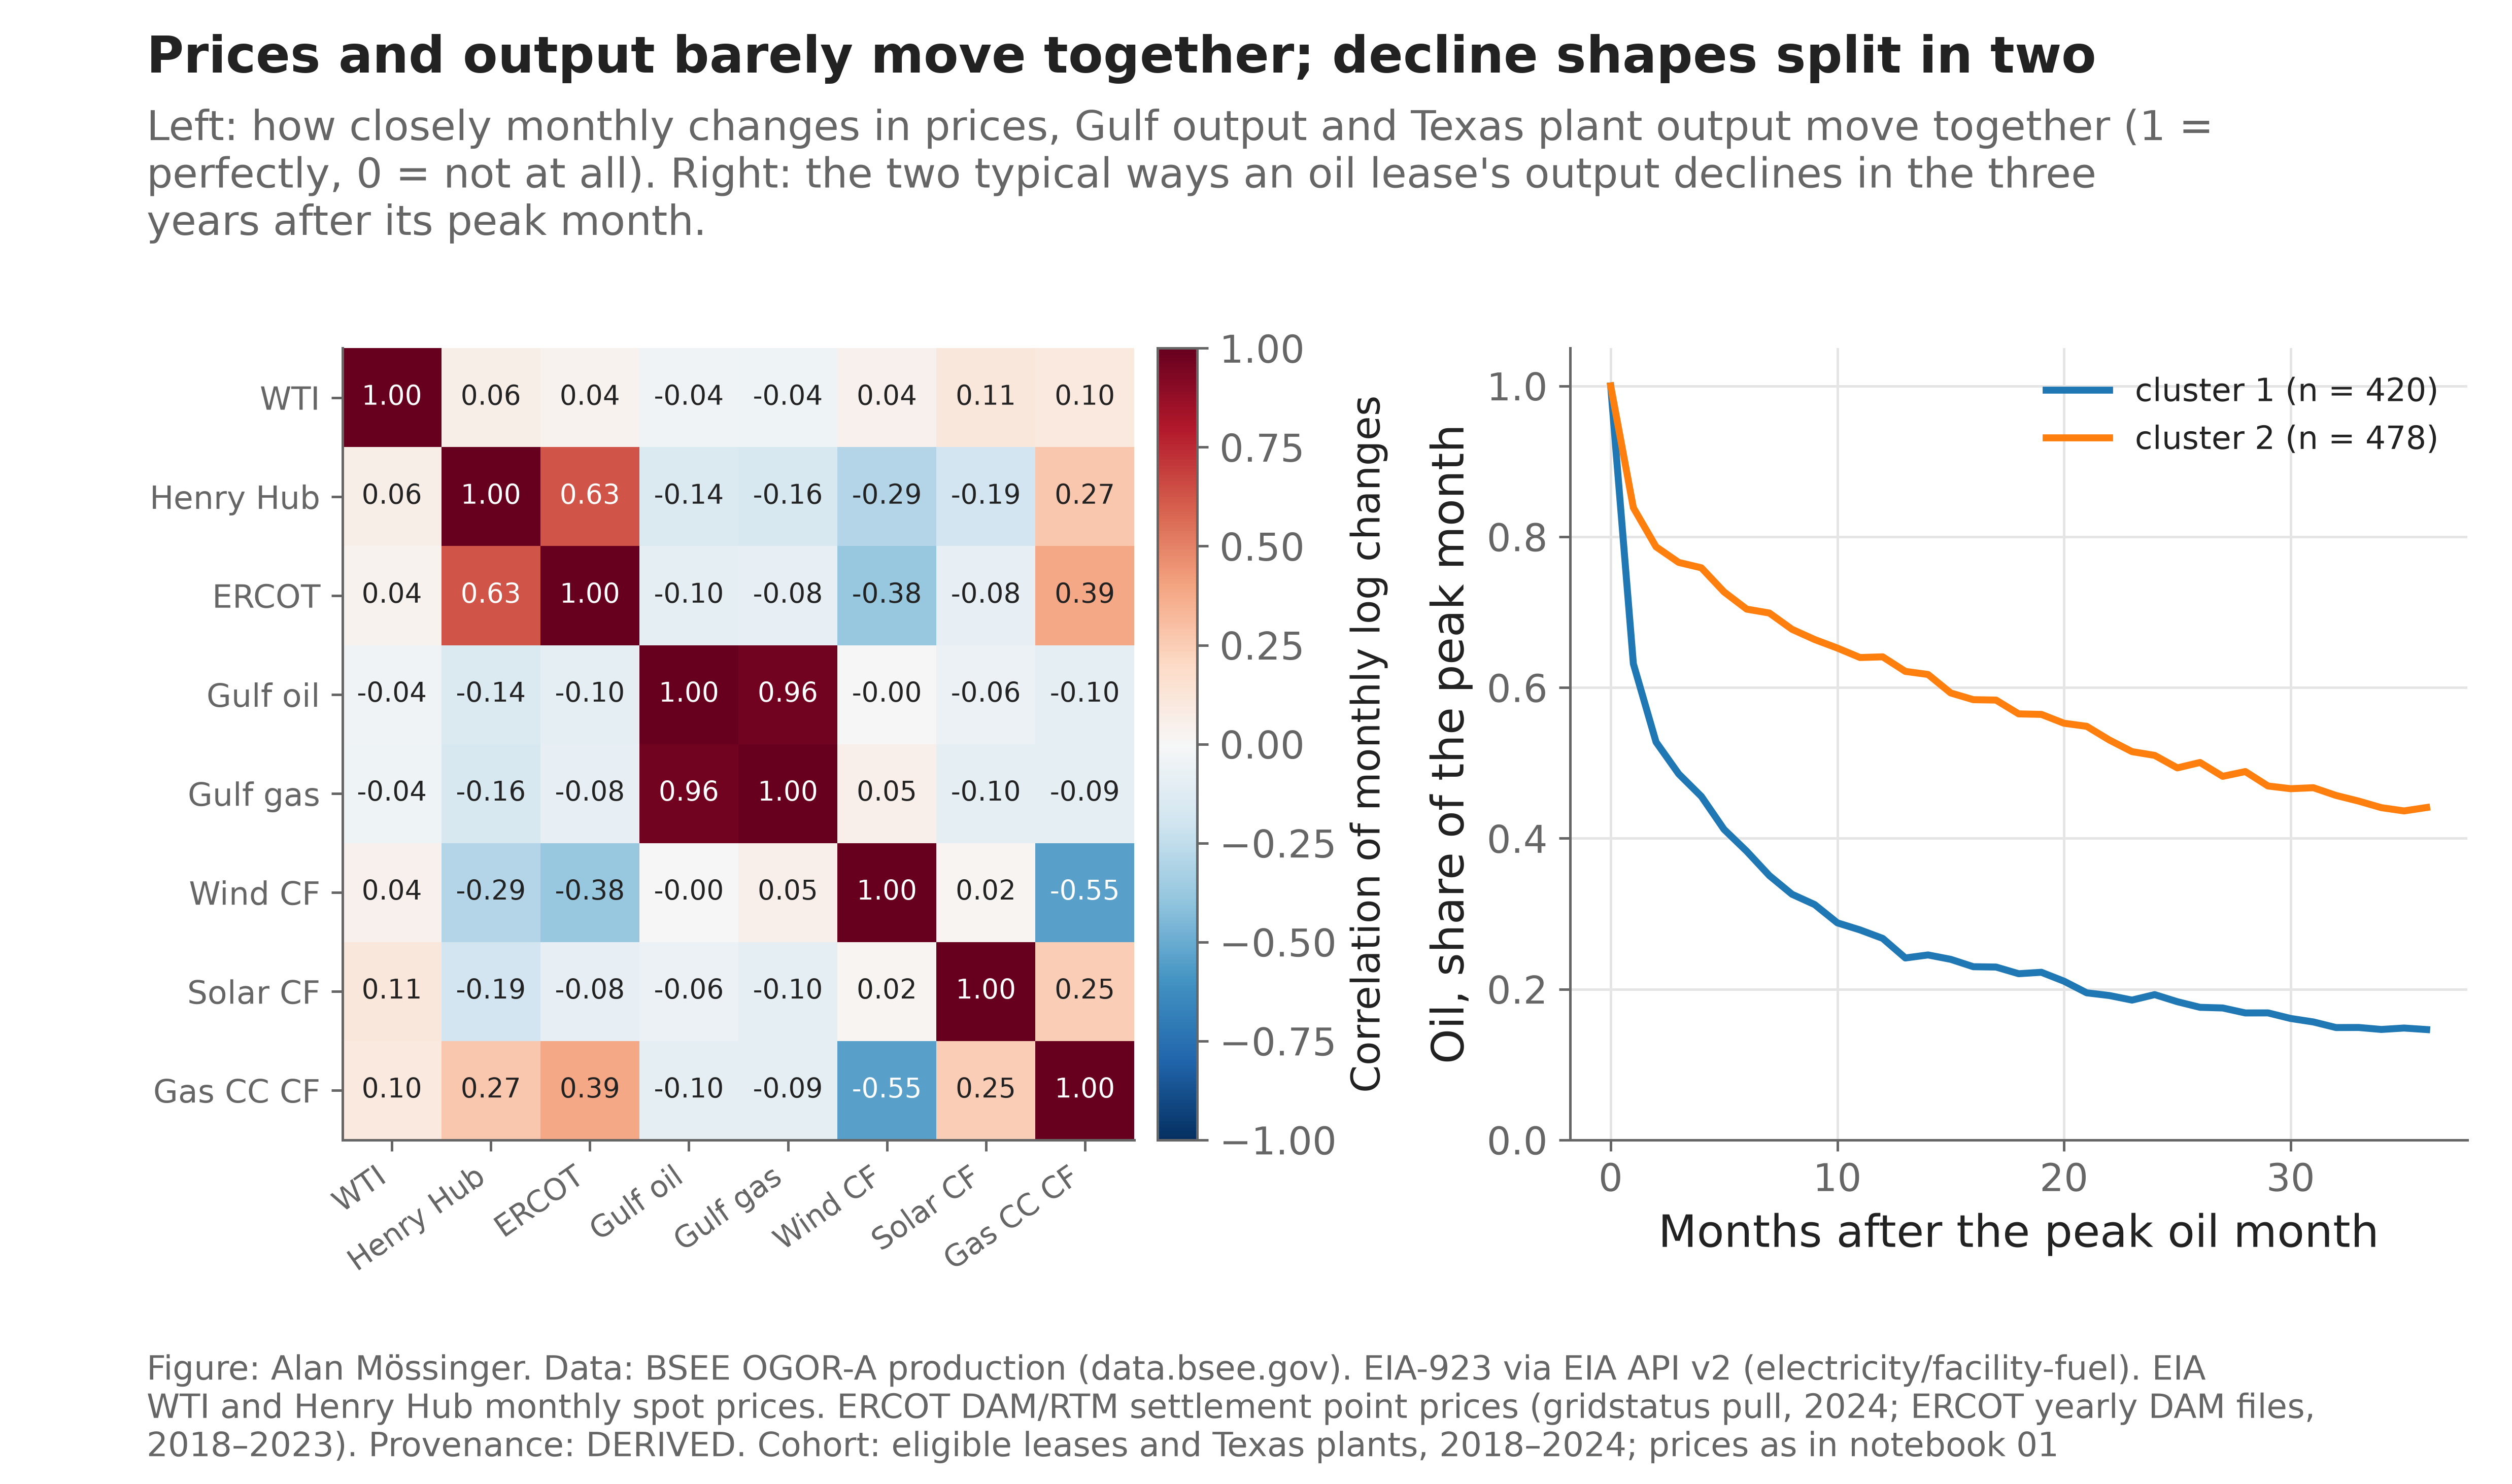 Prices and output barely move together; decline shapes split in two
Left: how closely monthly changes in prices, Gulf output and Texas plant output move together (1 =
perfectly, 0 = not at all). Right: the two typical ways an oil lease's output declines in the three
years after its peak month.
WTI 1.00 0.06 0.04 -0.04 -0.04 0.04 0.11 0.10
Henry Hub 0.06 1.00 0.63 -0.14 -0.16 -0.29 -0.19 0.27
ERCOT 0.04 0.63 1.00 -0.10 -0.08 -0.38 -0.08 0.39
Gulf oil -0.04 -0.14 -0.10 1.00 0.96 -0.00 -0.06 -0.10
Gulf gas -0.04 -0.16 -0.08 0.96 1.00 0.05 -0.10 -0.09
Wind CF 0.04 -0.29 -0.38 -0.00 0.05 1.00 0.02 -0.55
Solar CF 0.11 -0.19 -0.08 -0.06 -0.10 0.02 1.00 0.25
Gas CC CF 0.10 0.27 0.39 -0.10 -0.09 -0.55 0.25 1.00
WTI Henry Hub ERCOT Gulf oil Gulf gas Wind CF Solar CF Gas CC CF
1.00
0.75
0.50
0.25
0.00
−0.25
−0.50
−0.75
−1.00
Correlation of monthly log changes
Oil, share of the peak month
1.0
0.8
0.6
0.4
0.2
0.0
cluster 1 (n = 420)
cluster 2 (n = 478)
0 10 20 30
Months after the peak oil month
Figure: Alan Mössinger. Data: BSEE OGOR-A production (data.bsee.gov). EIA-923 via EIA API v2 (electricity/facility-fuel). EIA
WTI and Henry Hub monthly spot prices. ERCOT DAM/RTM settlement point prices (gridstatus pull, 2024; ERCOT yearly DAM files,
2018–2023). Provenance: DERIVED. Cohort: eligible leases and Texas plants, 2018–2024; prices as in notebook 01